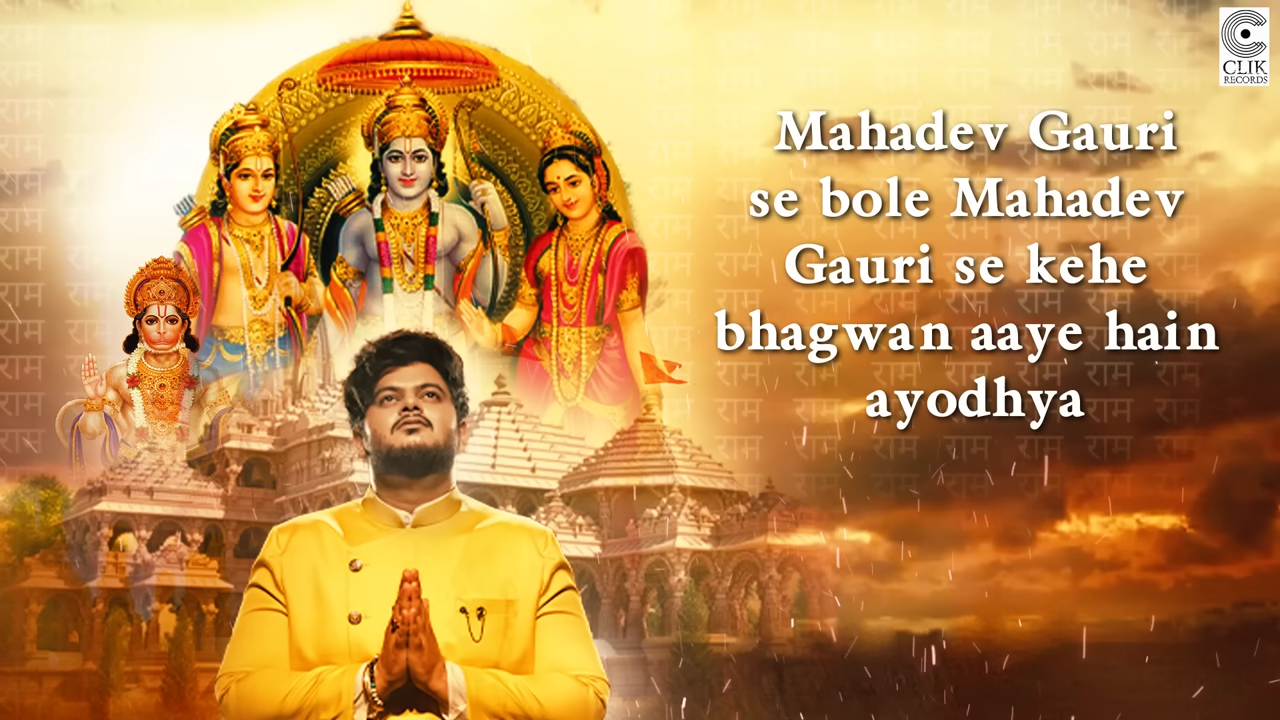 CLIK
RECORDS
Mahadev Gauri
se bole Mahadev
Gauri se kehe
bhagwan aaye hain
ayodhya
राम राम राम राम राम राम राम राम